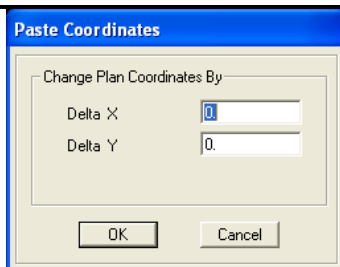 Paste Coordinates
Change Plan Coordinates By
Delta X 0.
Delta Y 0.
OK Cancel